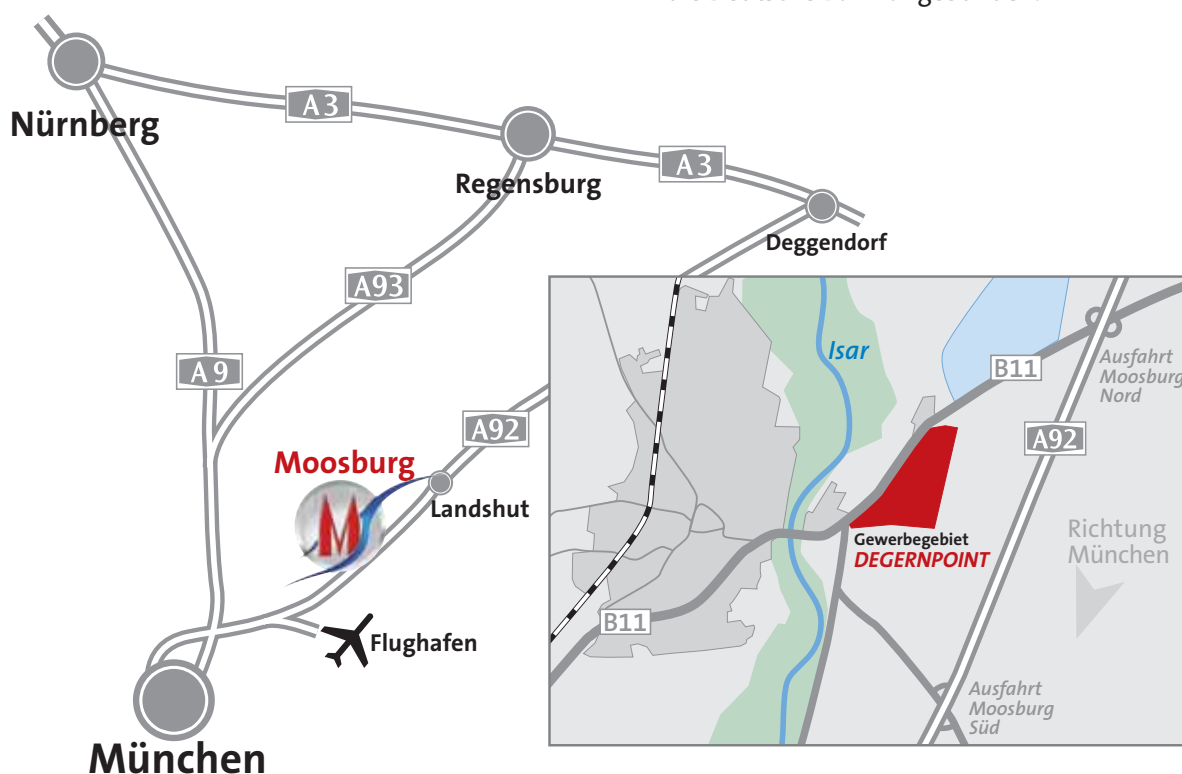 Nürnberg
A3
Regensburg
A3
Deggendorf
A93
A9
A92
Moosburg
M
Landshut
Flughafen
München
Isar
B11
Ausfahrt
Moosburg
Nord
A92
Gewerbegebiet
DEGERNPOINT
Richtung
München
B11
Ausfahrt
Moosburg
Süd